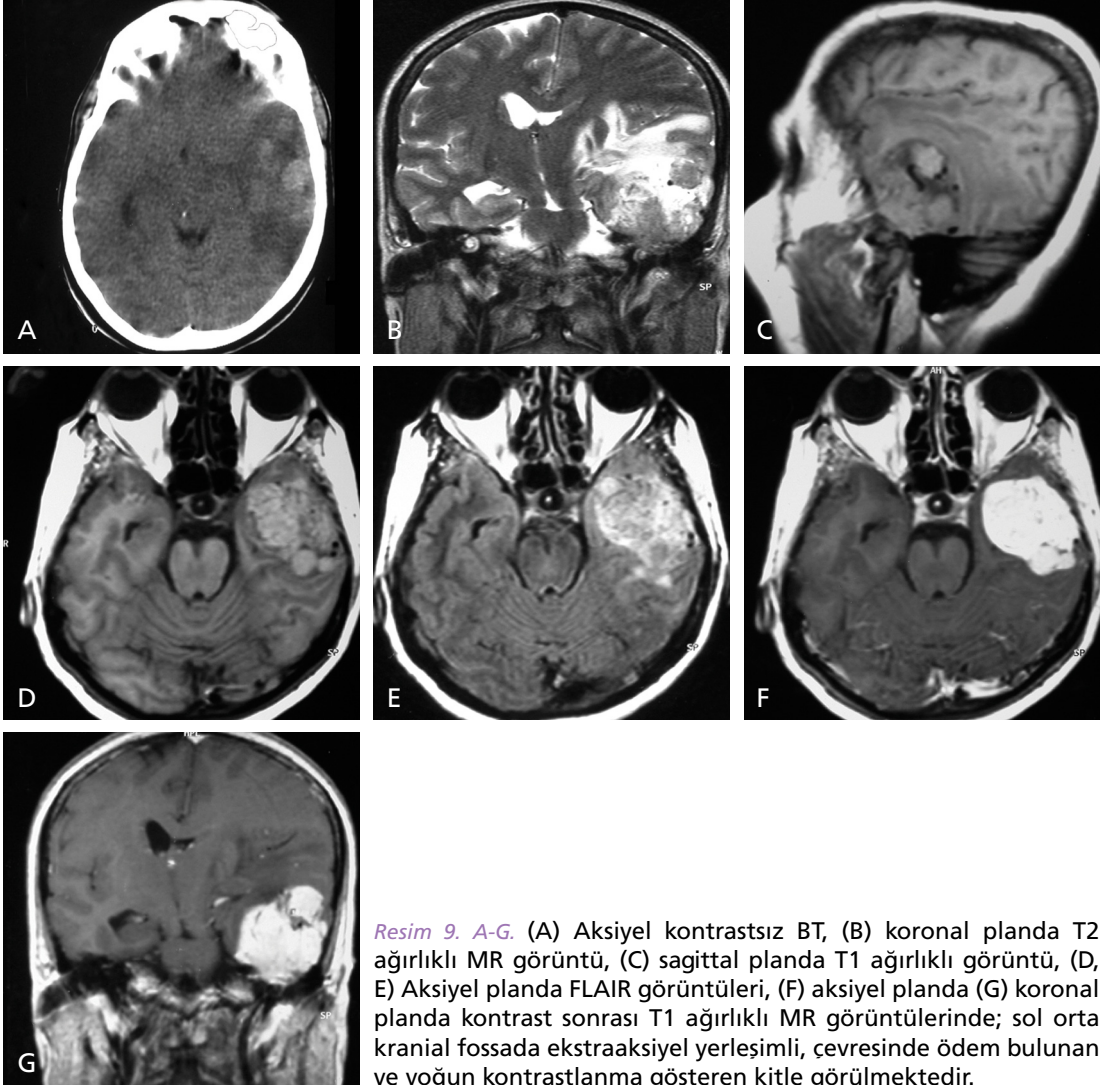 A
B
SP
C
R
D
SP
E
SP
AH
F
SP
G
SP
Resim 9. A-G. (A) Aksiyel kontrastsız BT, (B) koronal planda T2
ağırlıklı MR görüntü, (C) sagittal planda T1 ağırlıklı görüntü, (D,
E) Aksiyel planda FLAIR görüntüleri, (F) aksiyel planda (G) koronal
planda kontrast sonrası T1 ağırlıklı MR görüntülerinde; sol orta
kranial fossada ekstraaksiyel yerleşimli, çevresinde ödem bulunan
ve yoğun kontrastlanma gösteren kitle görülmektedir.